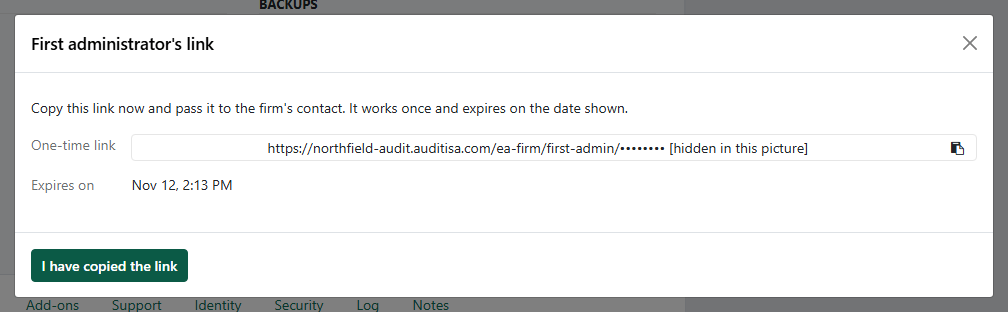 BACKUPS
First administrator's link
Copy this link now and pass it to the firm's contact. It works once and expires on the date shown.
One-time link https://northfield-audit.auditisa.com/ea-firm/first-admin/•••••••• [hidden in this picture]
Expires on Nov 12, 2:13 PM
I have copied the link
Add-ons Support Identity Security Log Notes